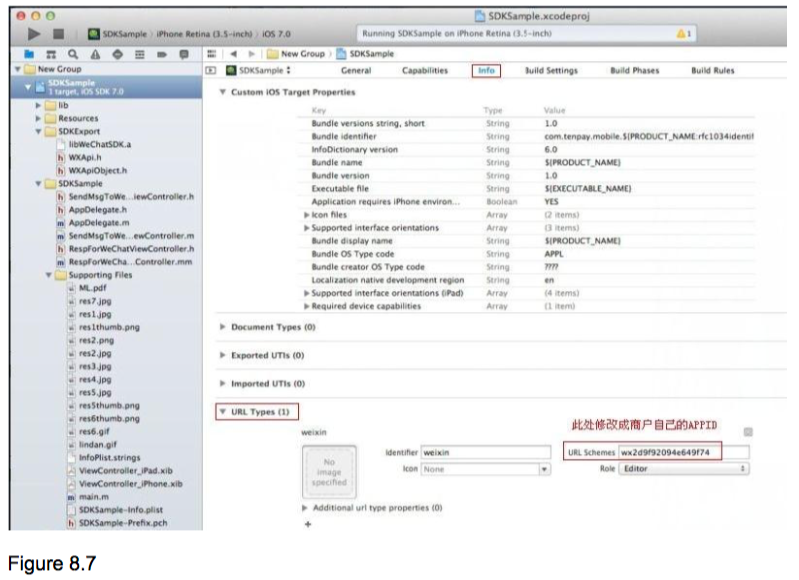 SDKSample.xcodeproj
SDKSample › iPhone Retina (3.5-inch) › iOS 7.0
Running SDKSample on iPhone Retina (3.5-inch)
1
New Group
SDKSample
New Group
SDKSample
General
Capabilities
Info
Build Settings
Build Phases
Build Rules
SDKSample
1 target, iOS SDK 7.0
lib
Resources
SDKExport
libWeChatSDK.a
WXApi.h
WXApiObject.h
SDKSample
SendMsgToWe...iewController.h
AppDelegate.h
AppDelegate.m
SendMsgToWe...ewController.m
RespForWeChatViewController.h
RespForWeCha...Controller.mm
Supporting Files
ML.pdf
res7.jpg
res1.jpg
res1thumb.png
res2.png
res2.jpg
res3.jpg
res4.jpg
res5.jpg
res5thumb.png
res6thumb.png
res6.gif
lindan.gif
InfoPlist.strings
ViewController_iPad.xib
ViewController_iPhone.xib
main.m
SDKSample-Info.plist
SDKSample-Prefix.pch
Custom iOS Target Properties
Key Type Value
Bundle versions string, short String 1.0
Bundle identifier String com.tenpay.mobile.${PRODUCT_NAME:rfc1034identif
InfoDictionary version String 6.0
Bundle name String ${PRODUCT_NAME}
Bundle version String 1.0
Executable file String ${EXECUTABLE_NAME}
Application requires iPhone environ... Boolean YES
Icon files Array (2 items)
Supported interface orientations Array (3 items)
Bundle display name String ${PRODUCT_NAME}
Bundle OS Type code String APPL
Bundle creator OS Type code String ????
Localization native development region String en
Supported interface orientations (iPad) Array (4 items)
Required device capabilities Array (1 item)
Document Types (0)
Exported UTIs (0)
Imported UTIs (0)
URL Types (1)
此处修改成商户自己的APPID
weixin
No
image
specified
Identifier weixin
URL Schemes wx2d9f92094e649f74
Icon None
Role Editor
Additional url type properties (0)
+
Figure 8.7